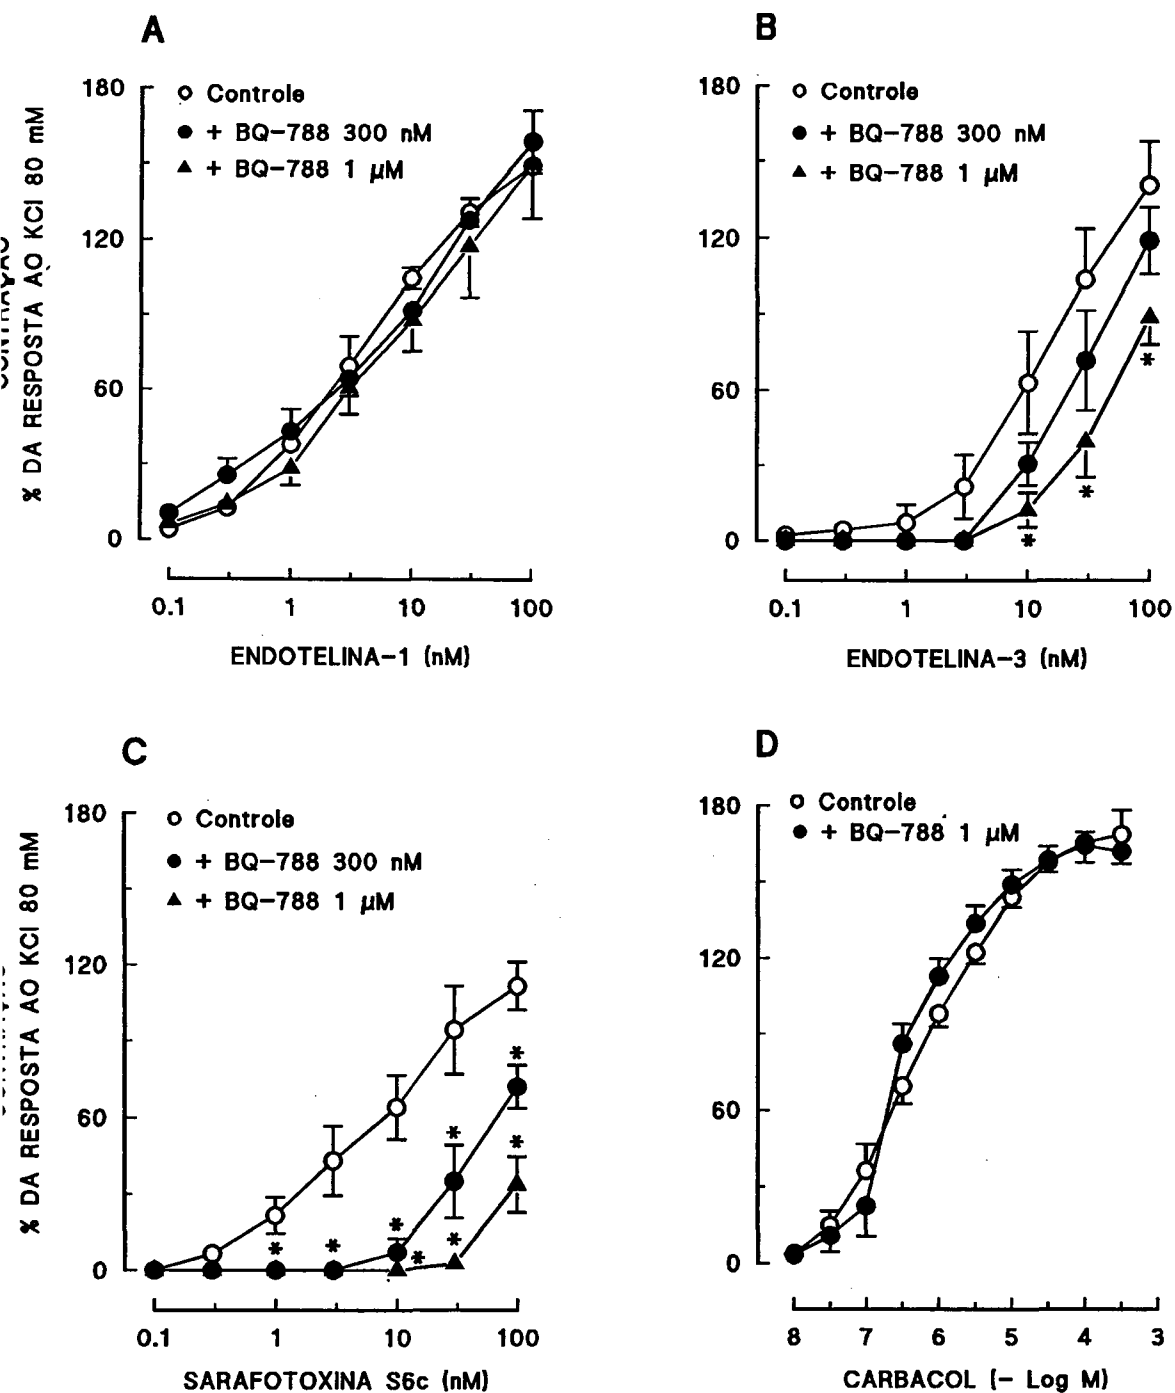 A
180
120
60
0
Controle
+ BQ-788 300 nM
+ BQ-788 1 µM
% DA RESPOSTA AO KCl 80 mM
0.1 1 10 100
ENDOTELINA-1 (nM)
B
180
120
60
0
Controle
+ BQ-788 300 nM
+ BQ-788 1 µM
* * *
0.1 1 10 100
ENDOTELINA-3 (nM)
C
180
120
60
0
Controle
+ BQ-788 300 nM
+ BQ-788 1 µM
% DA RESPOSTA AO KCl 80 mM
* * * * * * * *
0.1 1 10 100
SARAFOTOXINA S6c (nM)
D
180
120
60
0
Controle
+ BQ-788 1 µM
8 7 6 5 4 3
CARBACOL (- Log M)